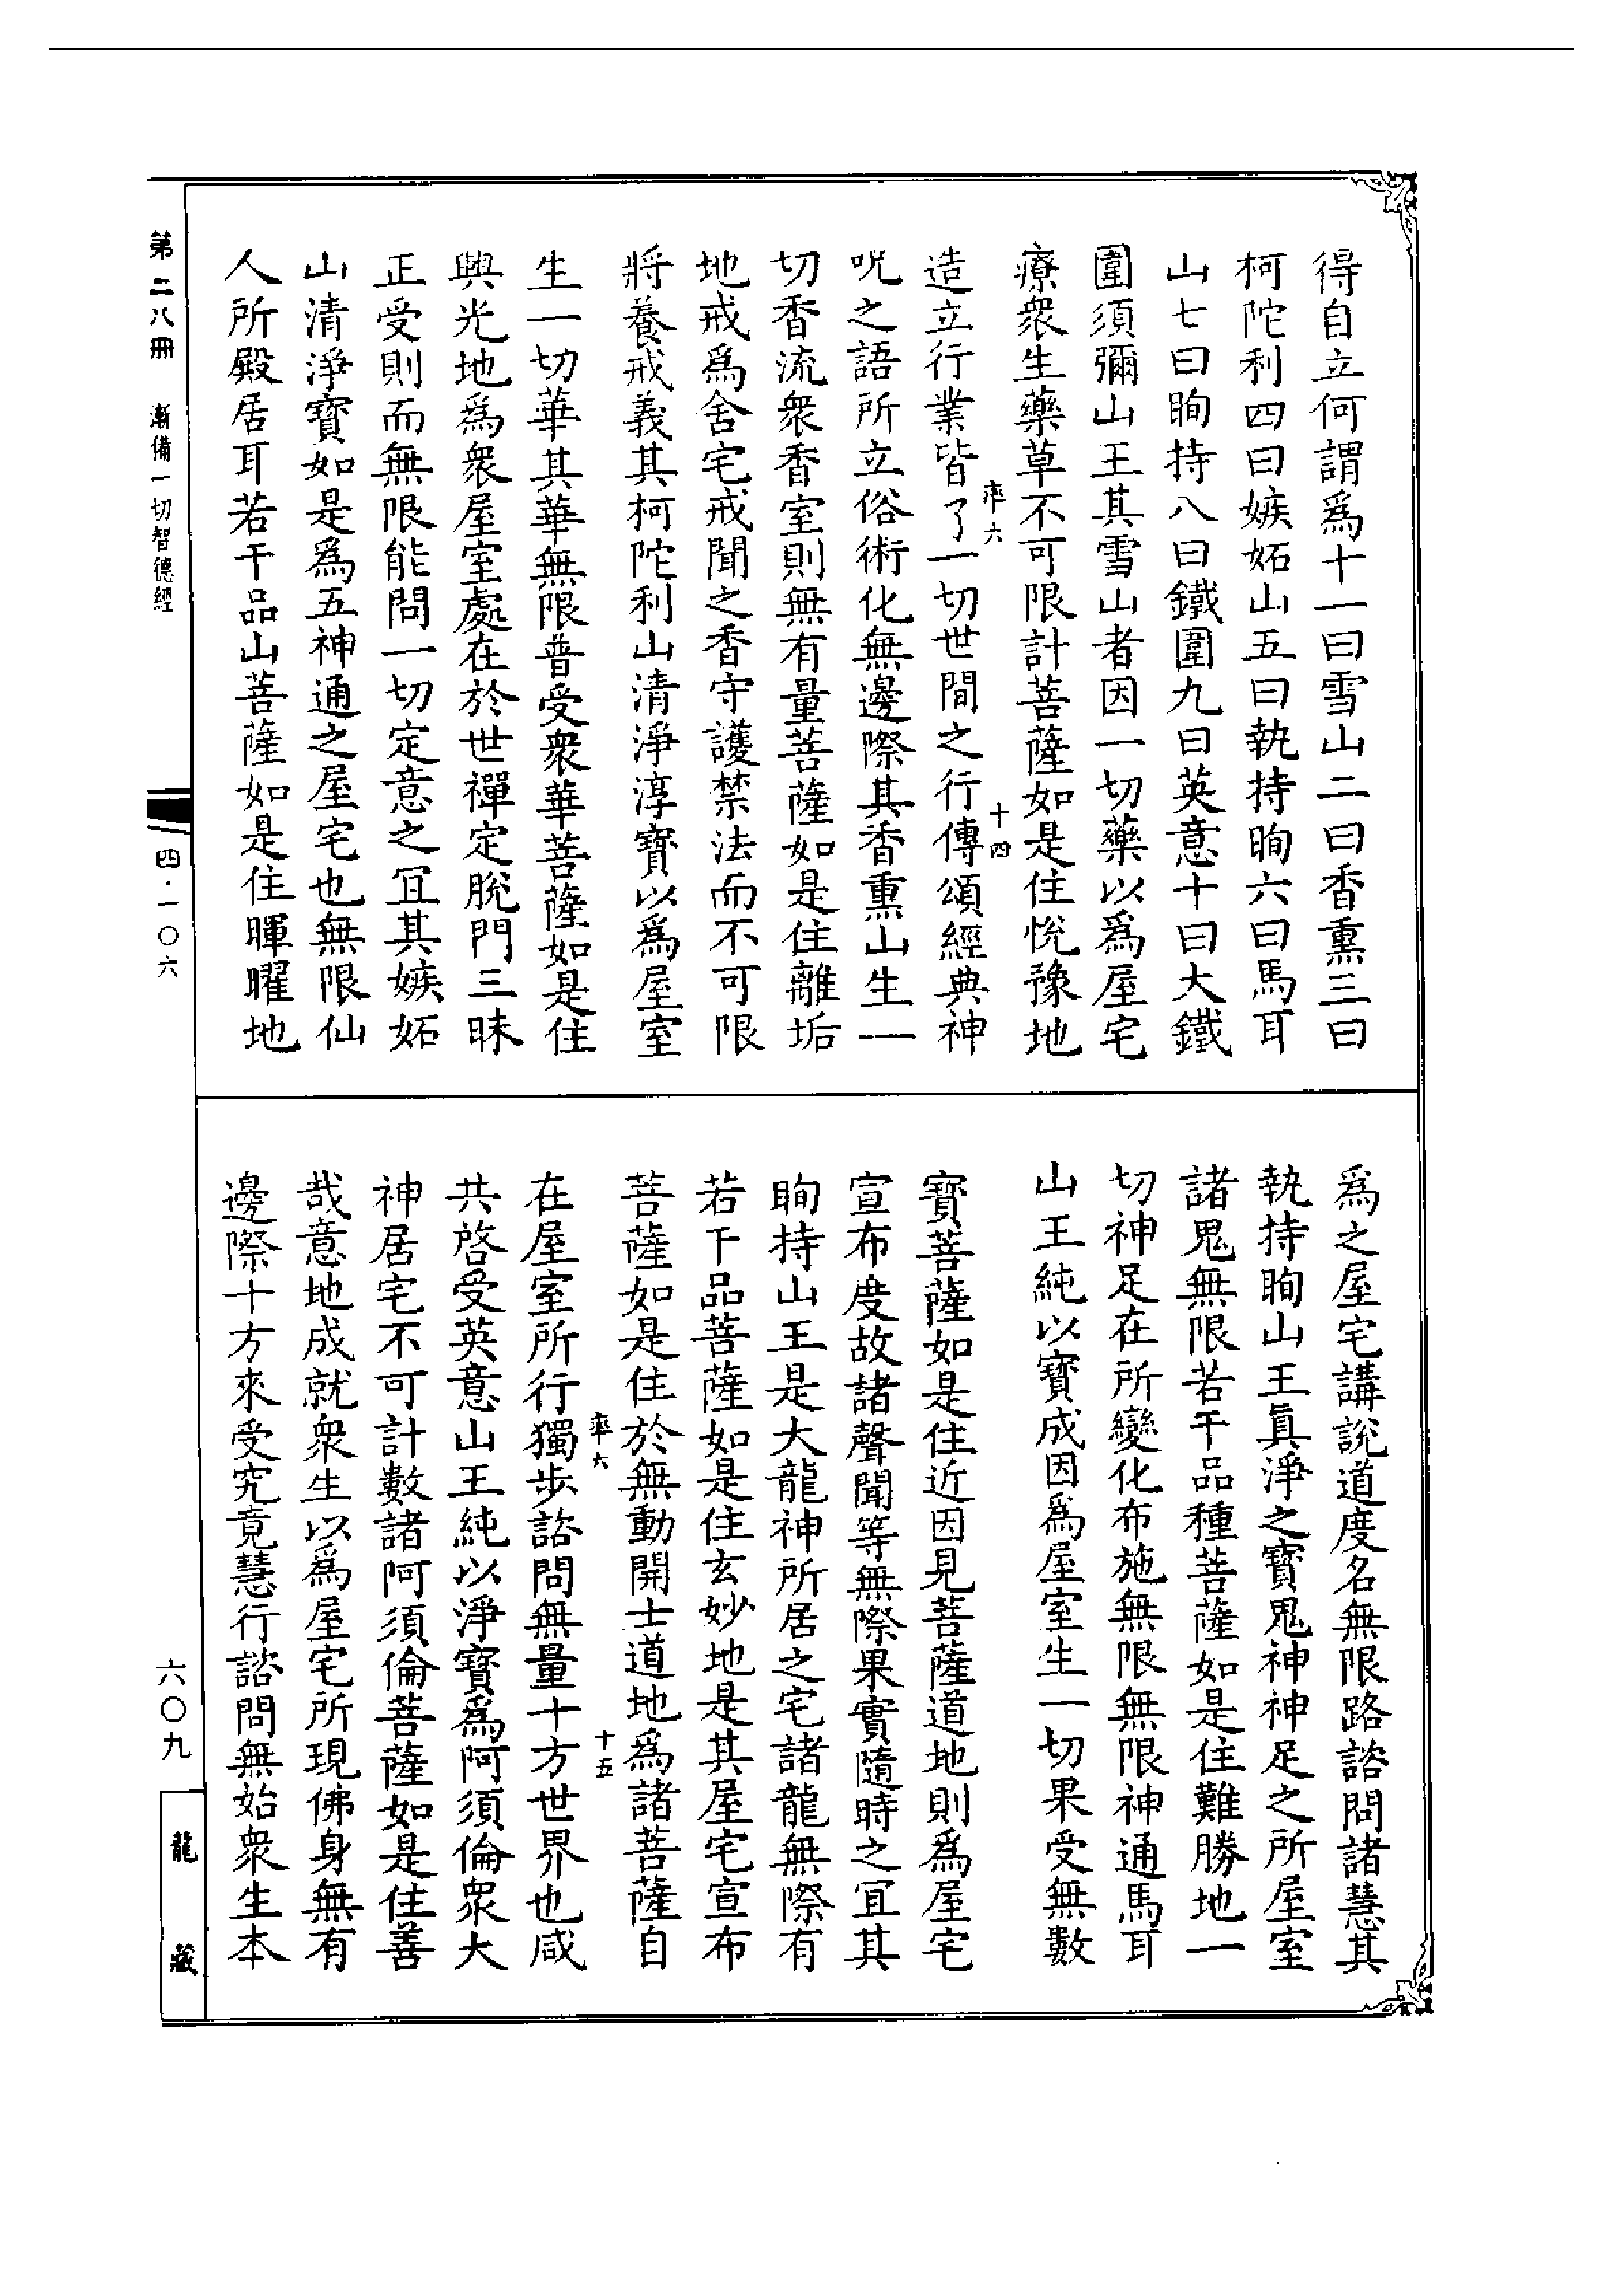 得自立何謂爲十一曰雪山二曰香熏三曰
柯陀利四曰嫉妬山五曰執持眴六曰馬耳
山七曰眴持八曰鐵圍九曰英意十曰大鐵
圍須彌山王其雪山者因一切藥以爲屋宅
療衆生藥草不可限計菩薩如是住悅豫地
率六 十四
造立行業皆了一切世間之行傳頌經典神
呪之語所立俗術化無邊際其香熏山生一
切香流衆香室則無有量菩薩如是住離垢
地戒爲舍宅戒聞之香守護禁法而不可限
將養戒義其柯陀利山清淨淳寶以爲屋室
生一切華其華無限普受衆華菩薩如是住
興光地爲衆屋室處在於世禪定脫門三昧
正受則而無限能問一切定意之冝其嫉妬
山清淨寶如是爲五神通之屋宅也無限仙
人所殿居耳若干品山菩薩如是住暉曜地
爲之屋宅講說道度名無限路諮問諸慧其
執持眴山王眞淨之寶鬼神神足之所屋室
諸鬼無限若干品種菩薩如是住難勝地一
切神足在所變化布施無限無限神通馬耳
山王純以寶成因爲屋室生一切果受無數
寶菩薩如是住近因見菩薩道地則爲屋宅
宣布度故諸聲聞等無際果實隨時之冝其
眴持山王是大龍神所居之宅諸龍無際有
若干品菩薩如是住玄妙地是其屋宅宣布
菩薩如是住於無動開士道地爲諸菩薩自
率六 十五
在屋室所行獨步諮問無量十方世界也咸
共啓受英意山王純以淨寶爲阿須倫衆大
神居宅不可計數諸阿須倫菩薩如是住善
哉意地成就衆生以爲屋宅所現佛身無有
邊際十方來受究竟慧行諮問無始衆生本
第二八冊 漸備一切智德經
四·一〇六
六〇九
龍藏